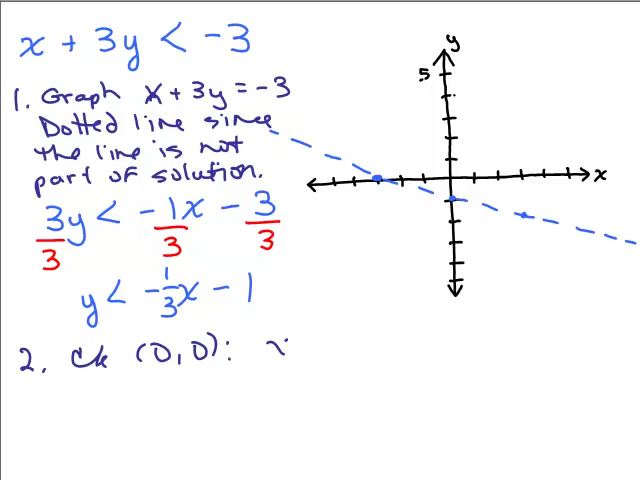 x + 3y < -3
1. Graph x + 3y = -3
Dotted line since
the line is not
part of solution.
3y/3 < -1x/3 - 3/3
y < -1/3x - 1
2. Ck (0,0):
y
5
x